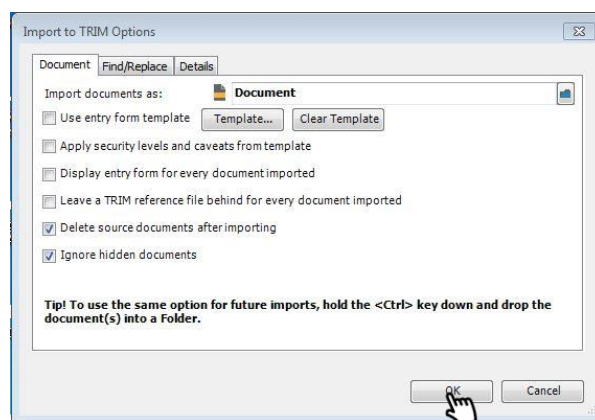 Import to TRIM Options
Document Find/Replace Details
Import documents as: Document
Use entry form template Template... Clear Template
Apply security levels and caveats from template
Display entry form for every document imported
Leave a TRIM reference file behind for every document imported
Delete source documents after importing
Ignore hidden documents
Tip! To use the same option for future imports, hold the <Ctrl> key down and drop the
document(s) into a Folder.
OK Cancel